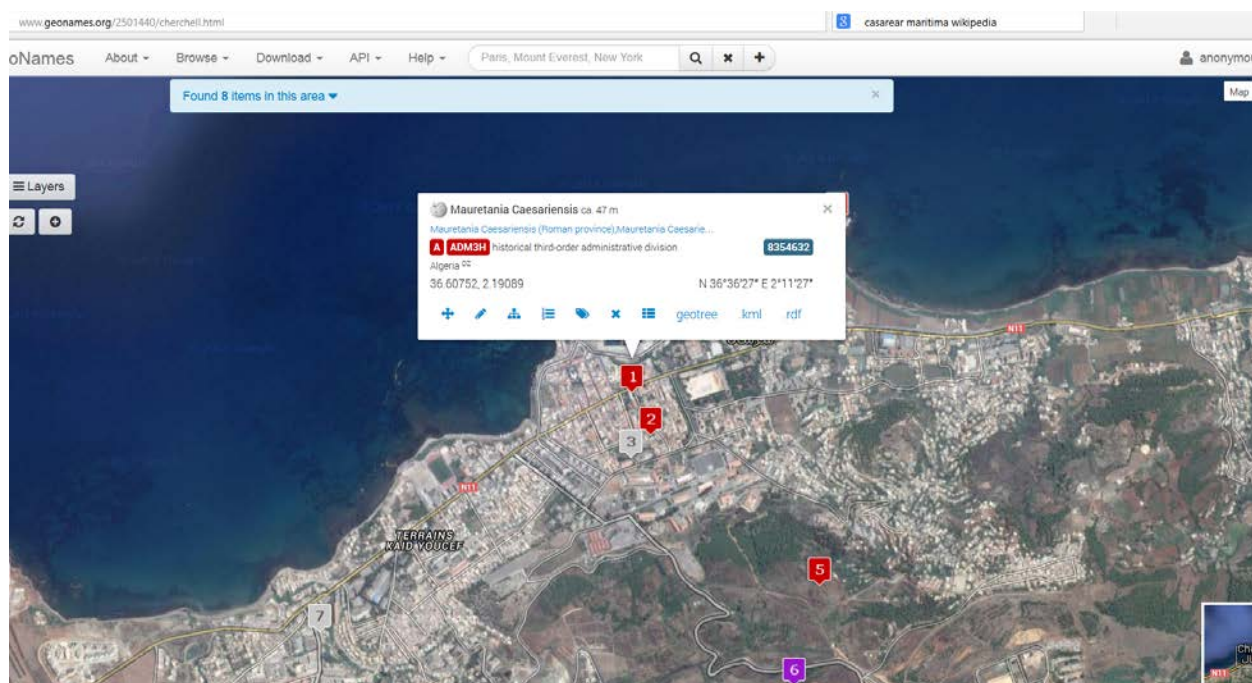 www.geonames.org/2501440/cherchell.html
casarear maritima wikipedia
oNames About Browse Download API Help Paris, Mount Everest, New York anonymou
Found 8 items in this area
Map
Layers
Mauretania Caesariensis ca. 47 m
Mauretania Caesariensis (Roman province),Mauretania Caesarie...
A ADM3H historical third-order administrative division 8354632
Algeria
36.60752, 2.19089 N 36°36'27" E 2°11'27"
geotree .kml .rdf
N11
1
2
3
N11
TERRAINS
KAID YOUCEF
5
7
6
N11